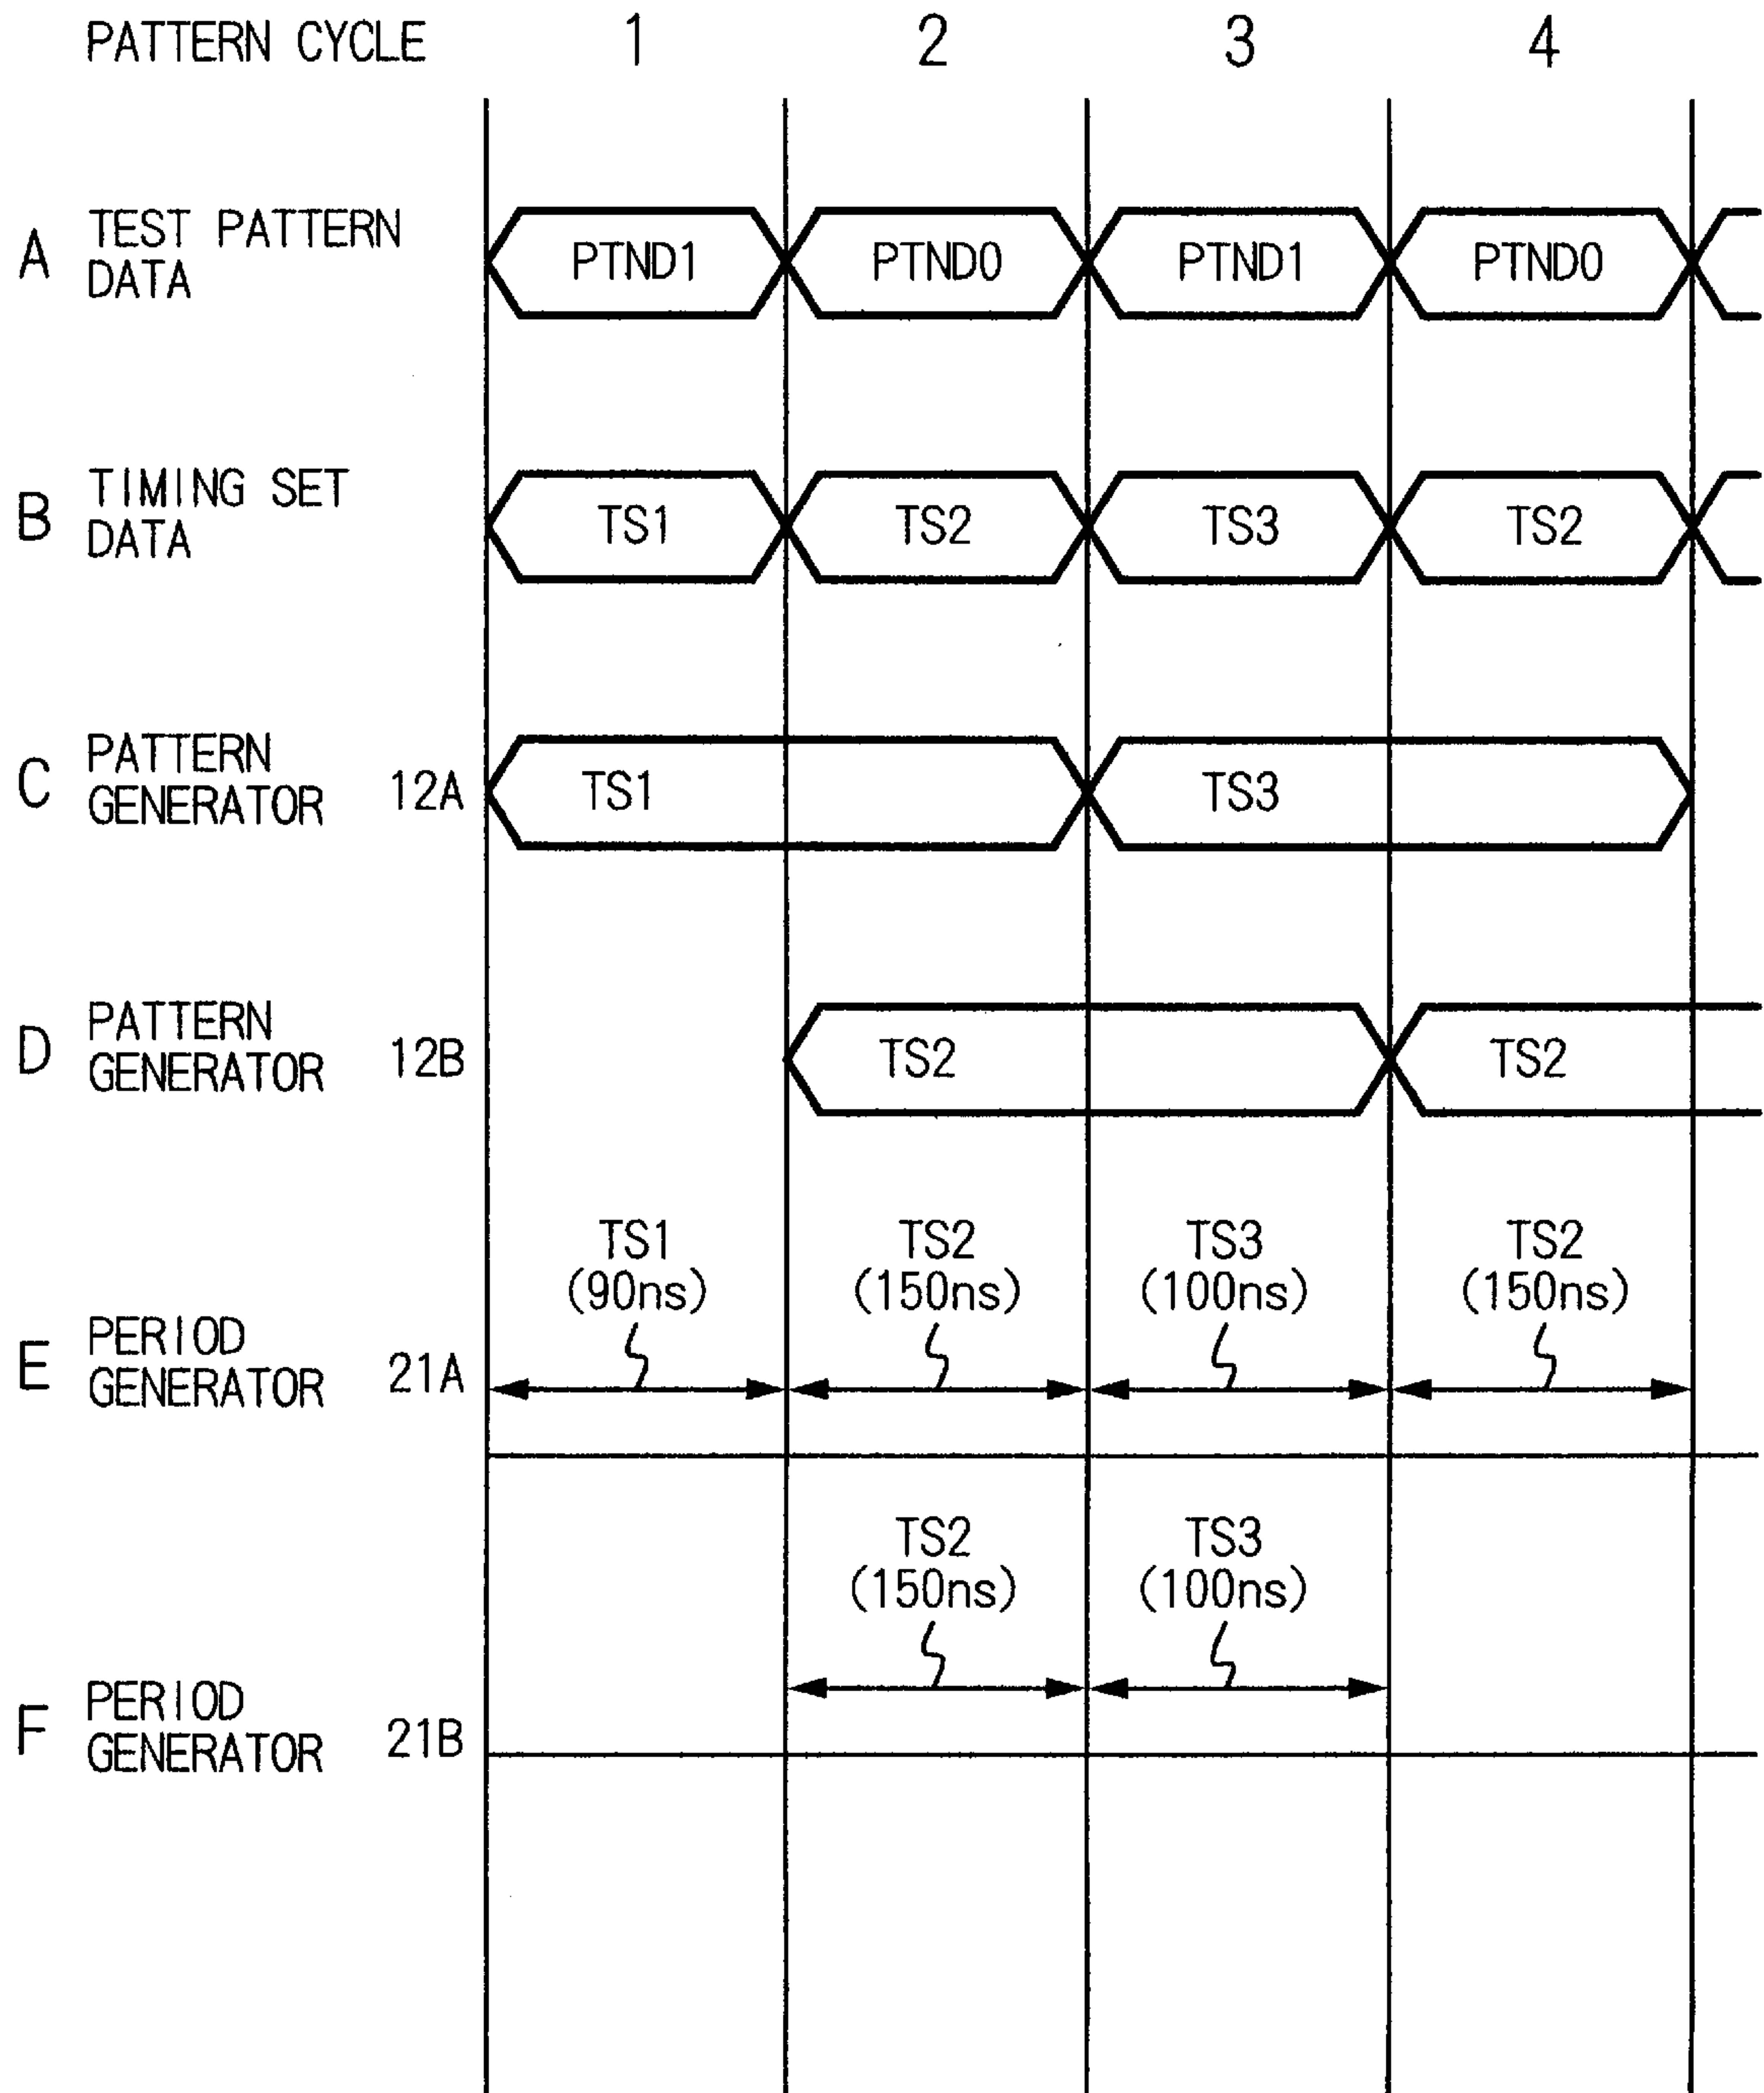 PATTERN CYCLE 1 2 3 4
A TEST PATTERN DATA PTND1 PTND0 PTND1 PTND0
B TIMING SET DATA TS1 TS2 TS3 TS2
C PATTERN GENERATOR 12A TS1 TS3
D PATTERN GENERATOR 12B TS2 TS2
TS1 TS2 TS3 TS2
(90ns) (150ns) (100ns) (150ns)
E PERIOD GENERATOR 21A
TS2 TS3
(150ns) (100ns)
F PERIOD GENERATOR 21B